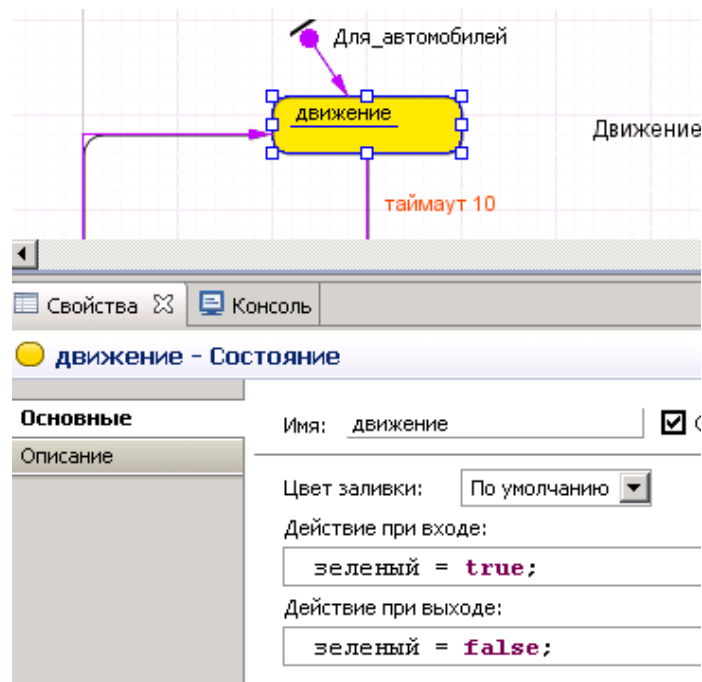 Для_автомобилей
движение
Движение
таймаут 10
Свойства
Консоль
движение - Состояние
Основные
Описание
Имя: движение
Цвет заливки: По умолчанию
Действие при входе:
зеленый = true;
Действие при выходе:
зеленый = false;